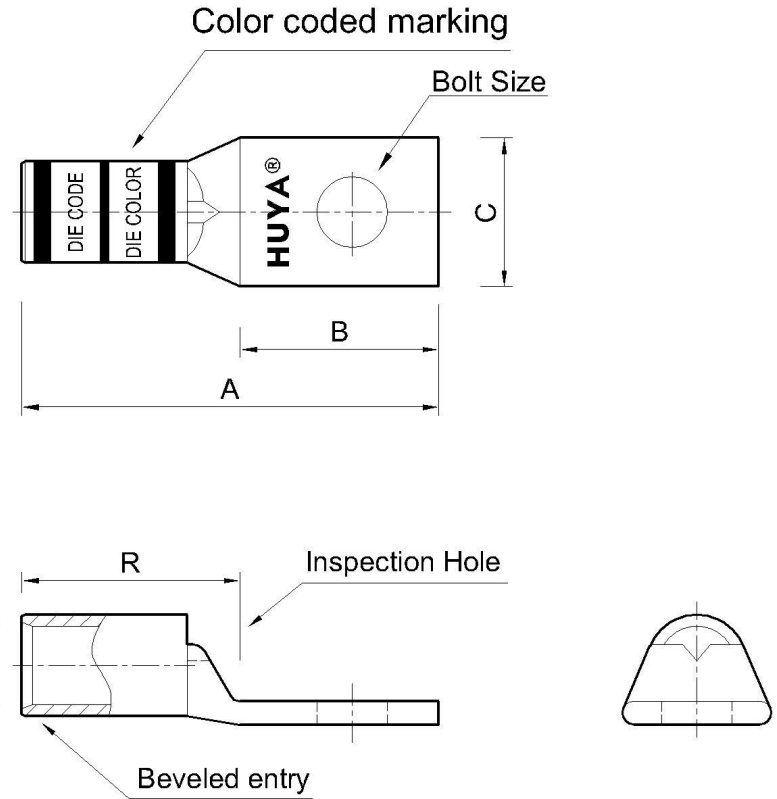 Color coded marking
Bolt Size
DIE CODE
DIE COLOR
HUYA®
C
B
A
R
Inspection Hole
Beveled entry